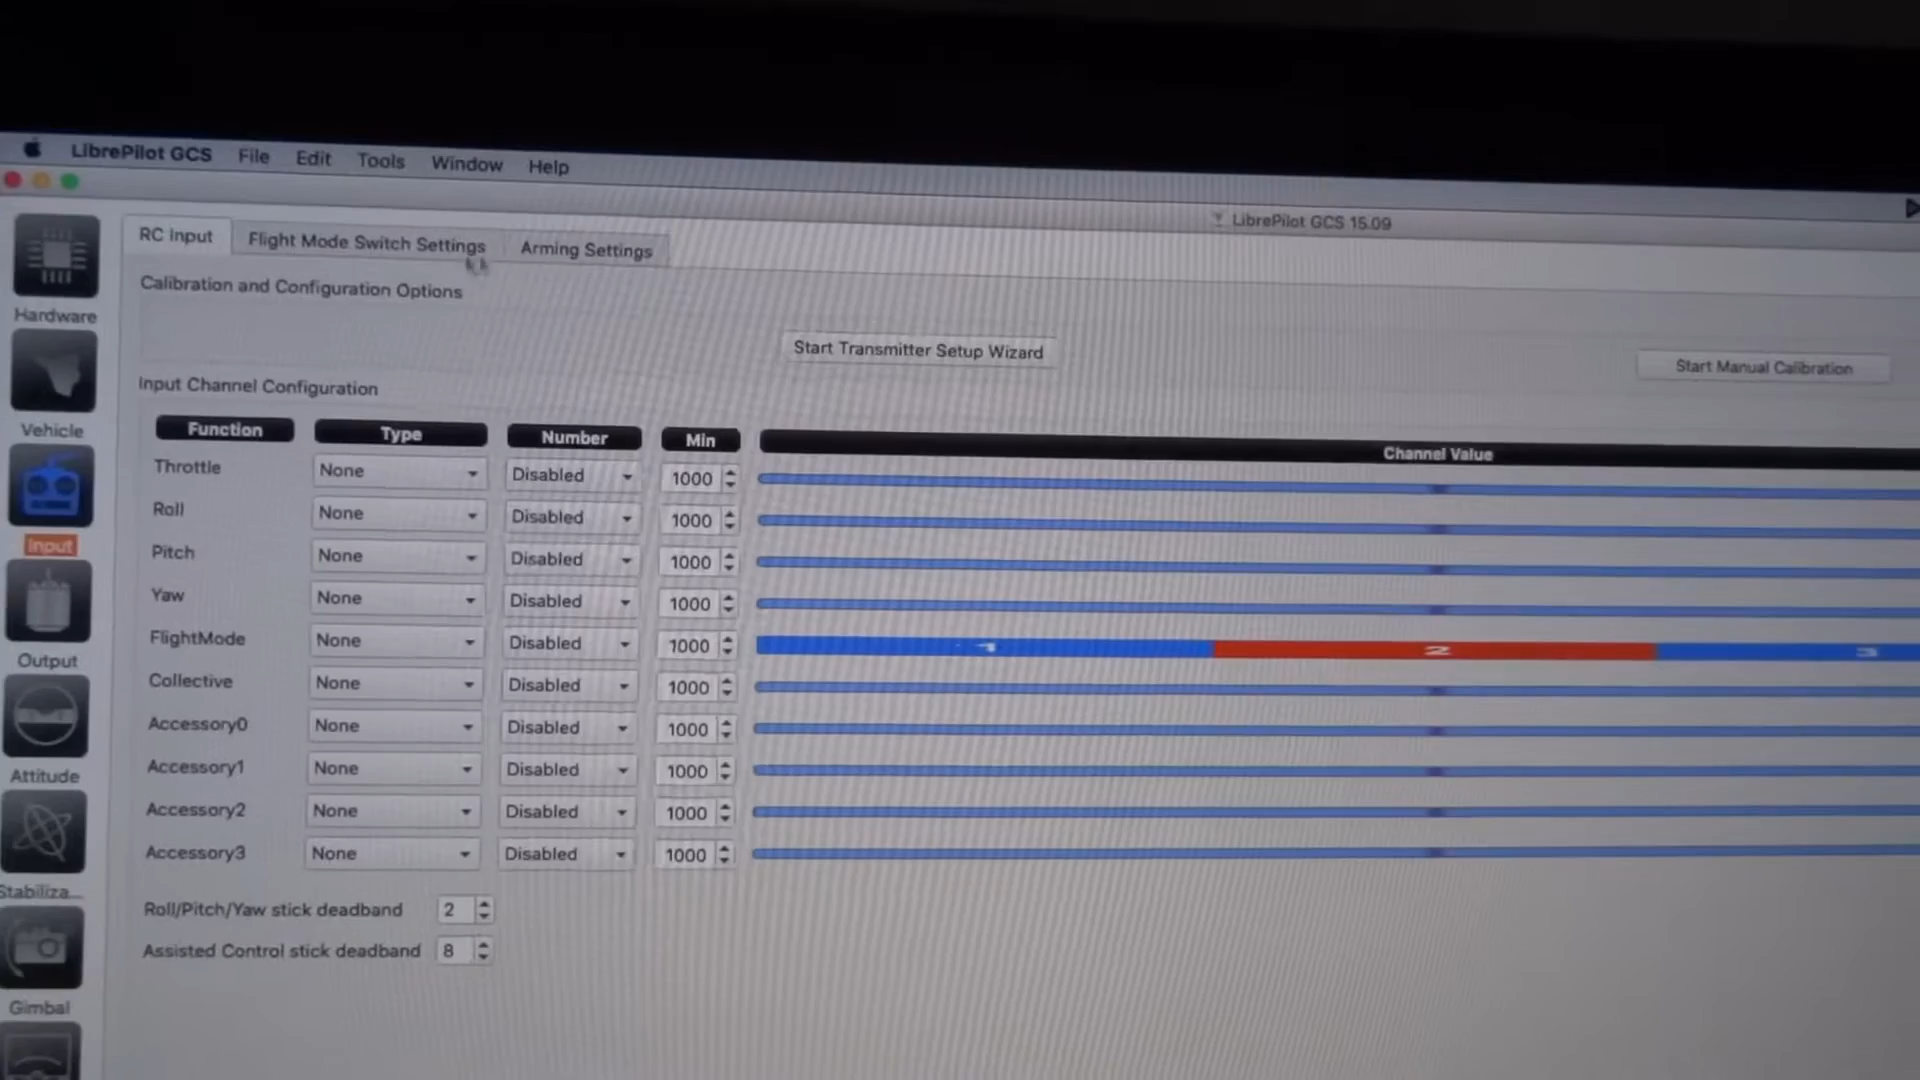 LibrePilot GCS File Edit Tools Window Help
LibrePilot GCS 15.09
RC Input Flight Mode Switch Settings Arming Settings
Calibration and Configuration Options
Start Transmitter Setup Wizard
Start Manual Calibration
Input Channel Configuration
Function Type Number Min Channel Value
Throttle None Disabled 1000
Roll None Disabled 1000
Pitch None Disabled 1000
Yaw None Disabled 1000
FlightMode None Disabled 1000 1 2 3
Collective None Disabled 1000
Accessory0 None Disabled 1000
Accessory1 None Disabled 1000
Accessory2 None Disabled 1000
Accessory3 None Disabled 1000
Roll/Pitch/Yaw stick deadband 2
Assisted Control stick deadband 8
Hardware
Vehicle
Input
Output
Attitude
Stabiliza...
Gimbal